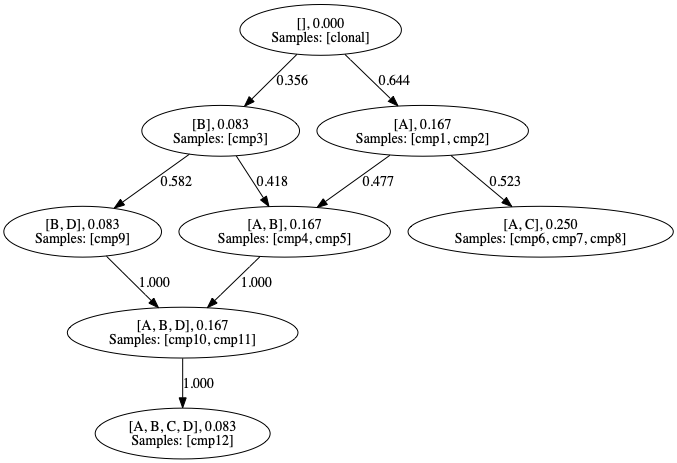 [], 0.000
Samples: [clonal]
0.356
0.644
[B], 0.083
Samples: [cmp3]
[A], 0.167
Samples: [cmp1, cmp2]
0.582
0.418
0.477
0.523
[B, D], 0.083
Samples: [cmp9]
[A, B], 0.167
Samples: [cmp4, cmp5]
[A, C], 0.250
Samples: [cmp6, cmp7, cmp8]
1.000
1.000
[A, B, D], 0.167
Samples: [cmp10, cmp11]
1.000
[A, B, C, D], 0.083
Samples: [cmp12]